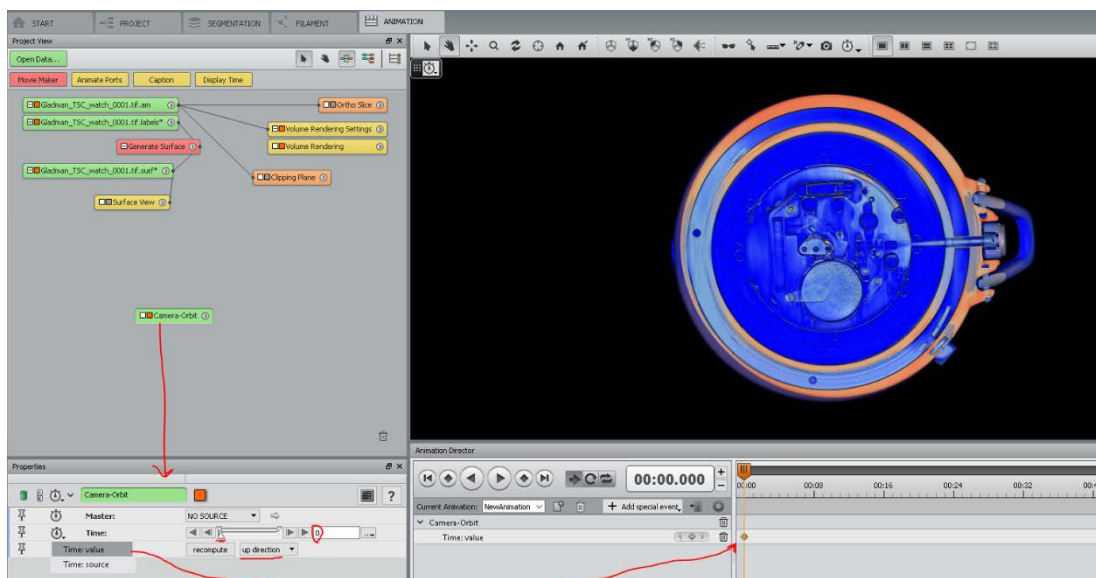 START
PROJECT
SEGMENTATION
FILAMENT
ANIMATION
Project View
Open Data...
Movie Maker
Animate Ports
Caption
Display Time
Gladman_TSC_watch_0001.tif.am
Ortho Slice
Gladman_TSC_watch_0001.tif.labels*
Volume Rendering Settings
Generate Surface
Volume Rendering
Gladman_TSC_watch_0001.tif.surf*
Clipping Plane
Surface View
Camera-Orbit
Properties
Camera-Orbit
?
Master:
NO SOURCE
Time:
0
...
Time: value
recompute
up direction
Time: source
Animation Director
00:00.000
+
-
00:00
00:08
00:16
00:24
00:32
Current Animation:
NewAnimation
+ Add special event
Camera-Orbit
Time: value